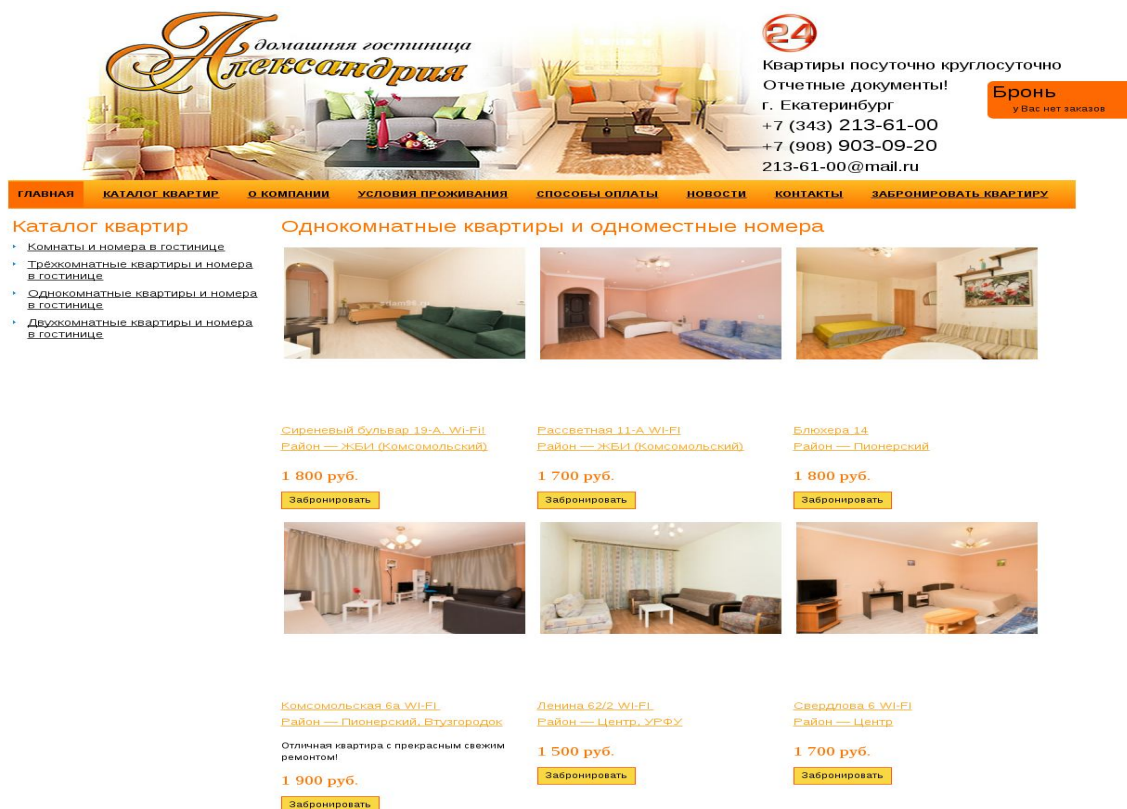 домашняя гостиница
Александрия
24
Квартиры посуточно круглосуточно
Отчетные документы!
г. Екатеринбург
+7 (343) 213-61-00
+7 (908) 903-09-20
213-61-00@mail.ru
Бронь
у Вас нет заказов
ГЛАВНАЯ КАТАЛОГ КВАРТИР О КОМПАНИИ УСЛОВИЯ ПРОЖИВАНИЯ СПОСОБЫ ОПЛАТЫ НОВОСТИ КОНТАКТЫ ЗАБРОНИРОВАТЬ КВАРТИРУ
Каталог квартир
Комнаты и номера в гостинице
Трёхкомнатные квартиры и номера
в гостинице
Однокомнатные квартиры и номера
в гостинице
Двухкомнатные квартиры и номера
в гостинице
Однокомнатные квартиры и одноместные номера
Сиреневый бульвар 19-А. Wi-Fi!
Район — ЖБИ (Комсомольский)
1 800 руб.
Забронировать
Рассветная 11-А WI-FI
Район — ЖБИ (Комсомольский)
1 700 руб.
Забронировать
Блюхера 14
Район — Пионерский
1 800 руб.
Забронировать
Комсомольская 6а WI-FI
Район — Пионерский, Втузгородок
Отличная квартира с прекрасным свежим
ремонтом!
1 900 руб.
Забронировать
Ленина 62/2 WI-FI
Район — Центр, УРФУ
1 500 руб.
Забронировать
Свердлова 6 WI-FI
Район — Центр
1 700 руб.
Забронировать